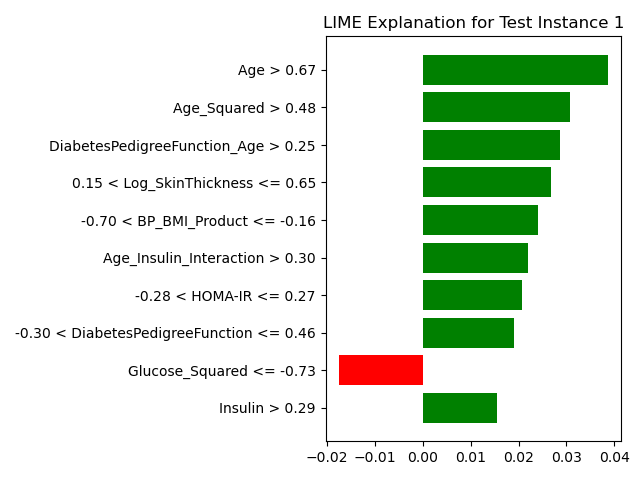 LIME Explanation for Test Instance 1
Age > 0.67
Age_Squared > 0.48
DiabetesPedigreeFunction_Age > 0.25
0.15 < Log_SkinThickness <= 0.65
-0.70 < BP_BMI_Product <= -0.16
Age_Insulin_Interaction > 0.30
-0.28 < HOMA-IR <= 0.27
-0.30 < DiabetesPedigreeFunction <= 0.46
Glucose_Squared <= -0.73
Insulin > 0.29
−0.02 −0.01 0.00 0.01 0.02 0.03 0.04